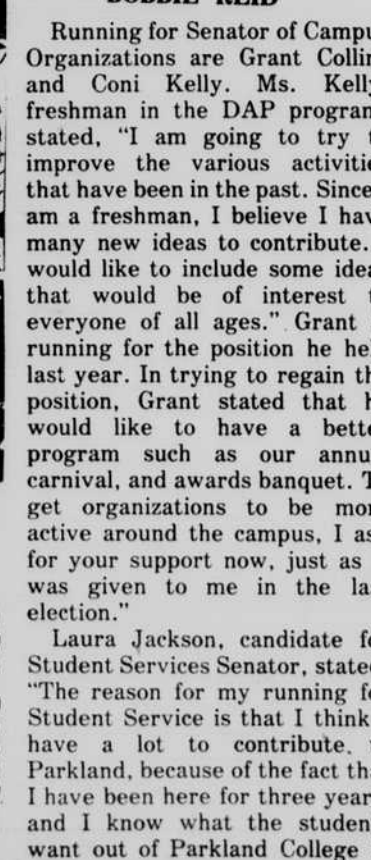 BOBBIE REID
Running for Senator of Campu
Organizations are Grant Collin
and Coni Kelly. Ms. Kelly
freshman in the DAP program
stated, “I am going to try t
improve the various activitie
that have been in the past. Since
am a freshman, I believe I hav
many new ideas to contribute.
would like to include some idea
that would be of interest t
everyone of all ages.” Grant
running for the position he hel
last year. In trying to regain th
position, Grant stated that h
would like to have a bette
program such as our annu
carnival, and awards banquet. T
get organizations to be mor
active around the campus, I as
for your support now, just as
was given to me in the la
election.”
Laura Jackson, candidate fo
Student Services Senator, stated
“The reason for my running fo
Student Service is that I think
have a lot to contribute.
Parkland, because of the fact tha
I have been here for three year
and I know what the studen
want out of Parkland College